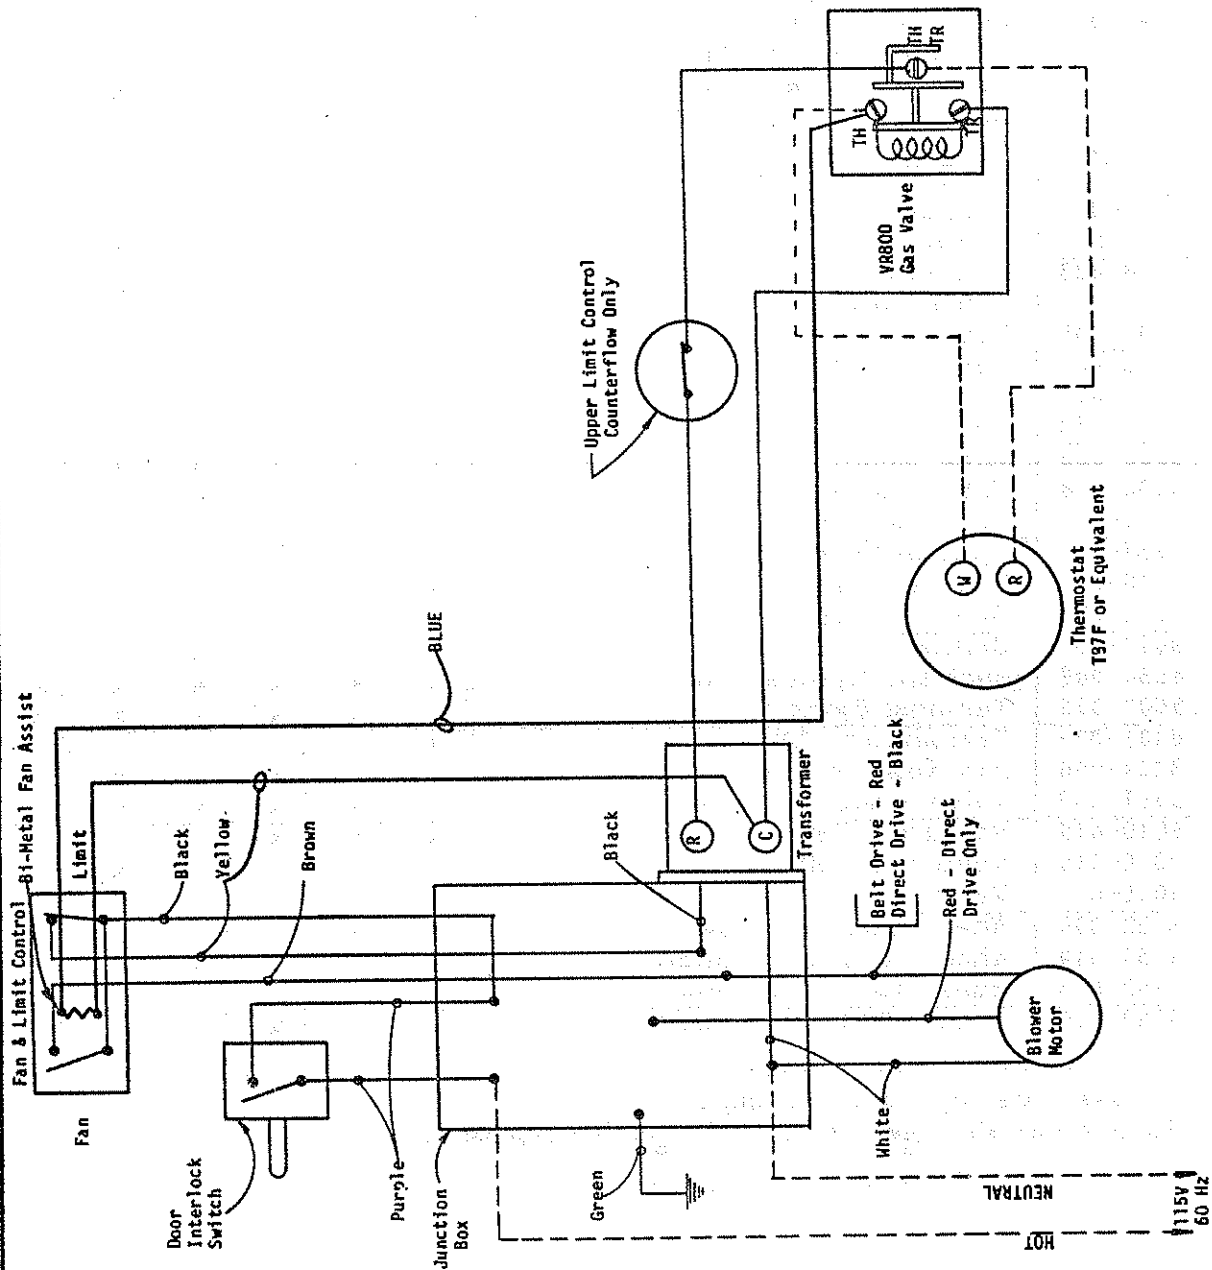 Fan & Limit Control
Bi-Metal Fan Assist
Limit
Fan
Black
Yellow
Brown
BLUE
Door
Interlock
Switch
Purple
Junction
Box
Green
White
Black
R
C
Transformer
Belt Drive - Red
Direct Drive - Black
Red - Direct
Drive Only
Blower
Motor
NEUTRAL
HOT
115V
60 Hz
Upper Limit Control
Counterflow Only
W
R
Thermostat
T87F or Equivalent
VR800
Gas Valve
TH
TR
TH
TR